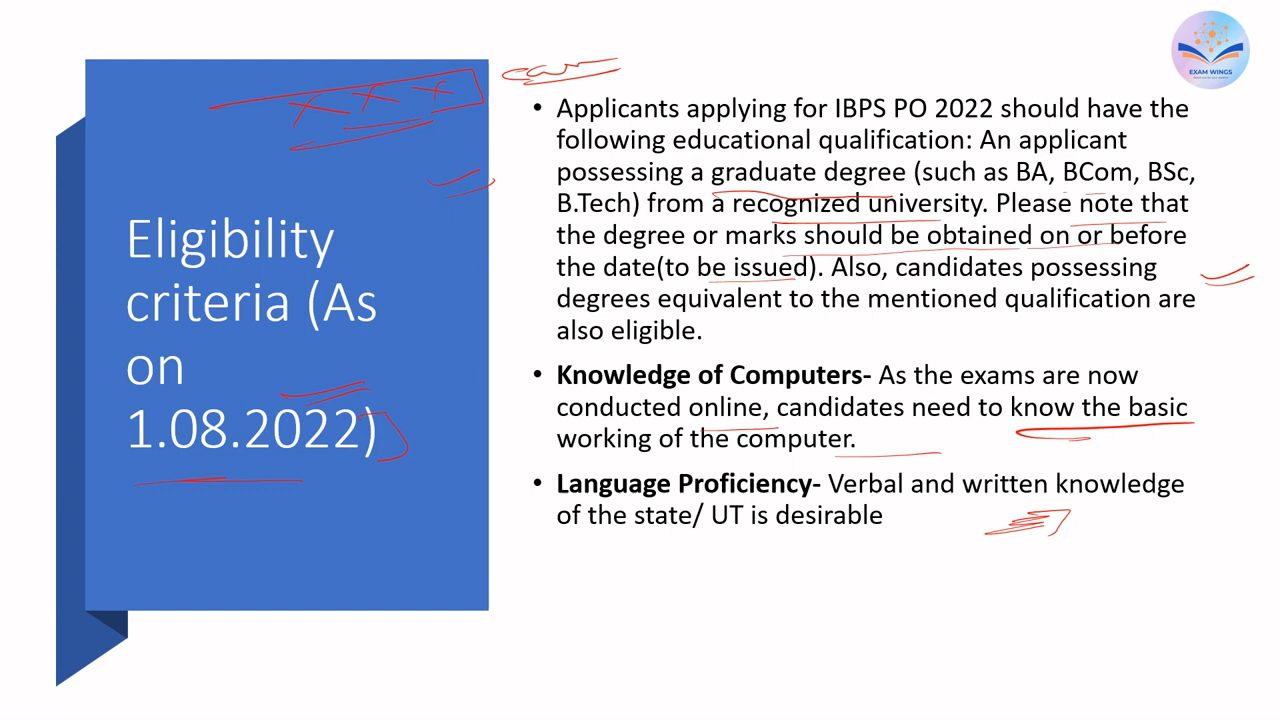 EXAM WINGS
Eligibility
criteria (As
on
1.08.2022)
• Applicants applying for IBPS PO 2022 should have the
following educational qualification: An applicant
possessing a graduate degree (such as BA, BCom, BSc,
B.Tech) from a recognized university. Please note that
the degree or marks should be obtained on or before
the date(to be issued). Also, candidates possessing
degrees equivalent to the mentioned qualification are
also eligible.
• Knowledge of Computers- As the exams are now
conducted online, candidates need to know the basic
working of the computer.
• Language Proficiency- Verbal and written knowledge
of the state/ UT is desirable